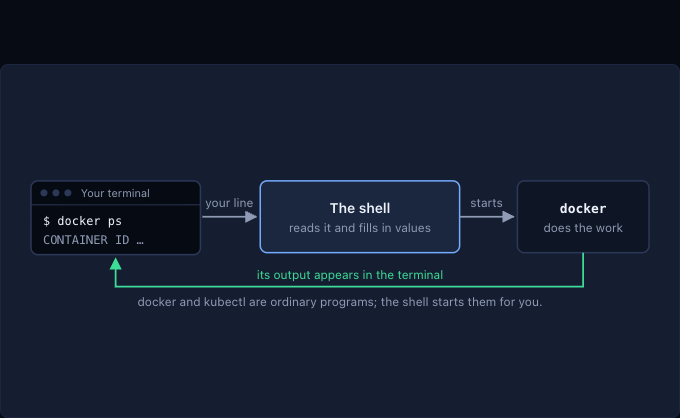 Your terminal
$ docker ps
CONTAINER ID …
your line
The shell
reads it and fills in values
starts
docker
does the work
its output appears in the terminal
docker and kubectl are ordinary programs; the shell starts them for you.